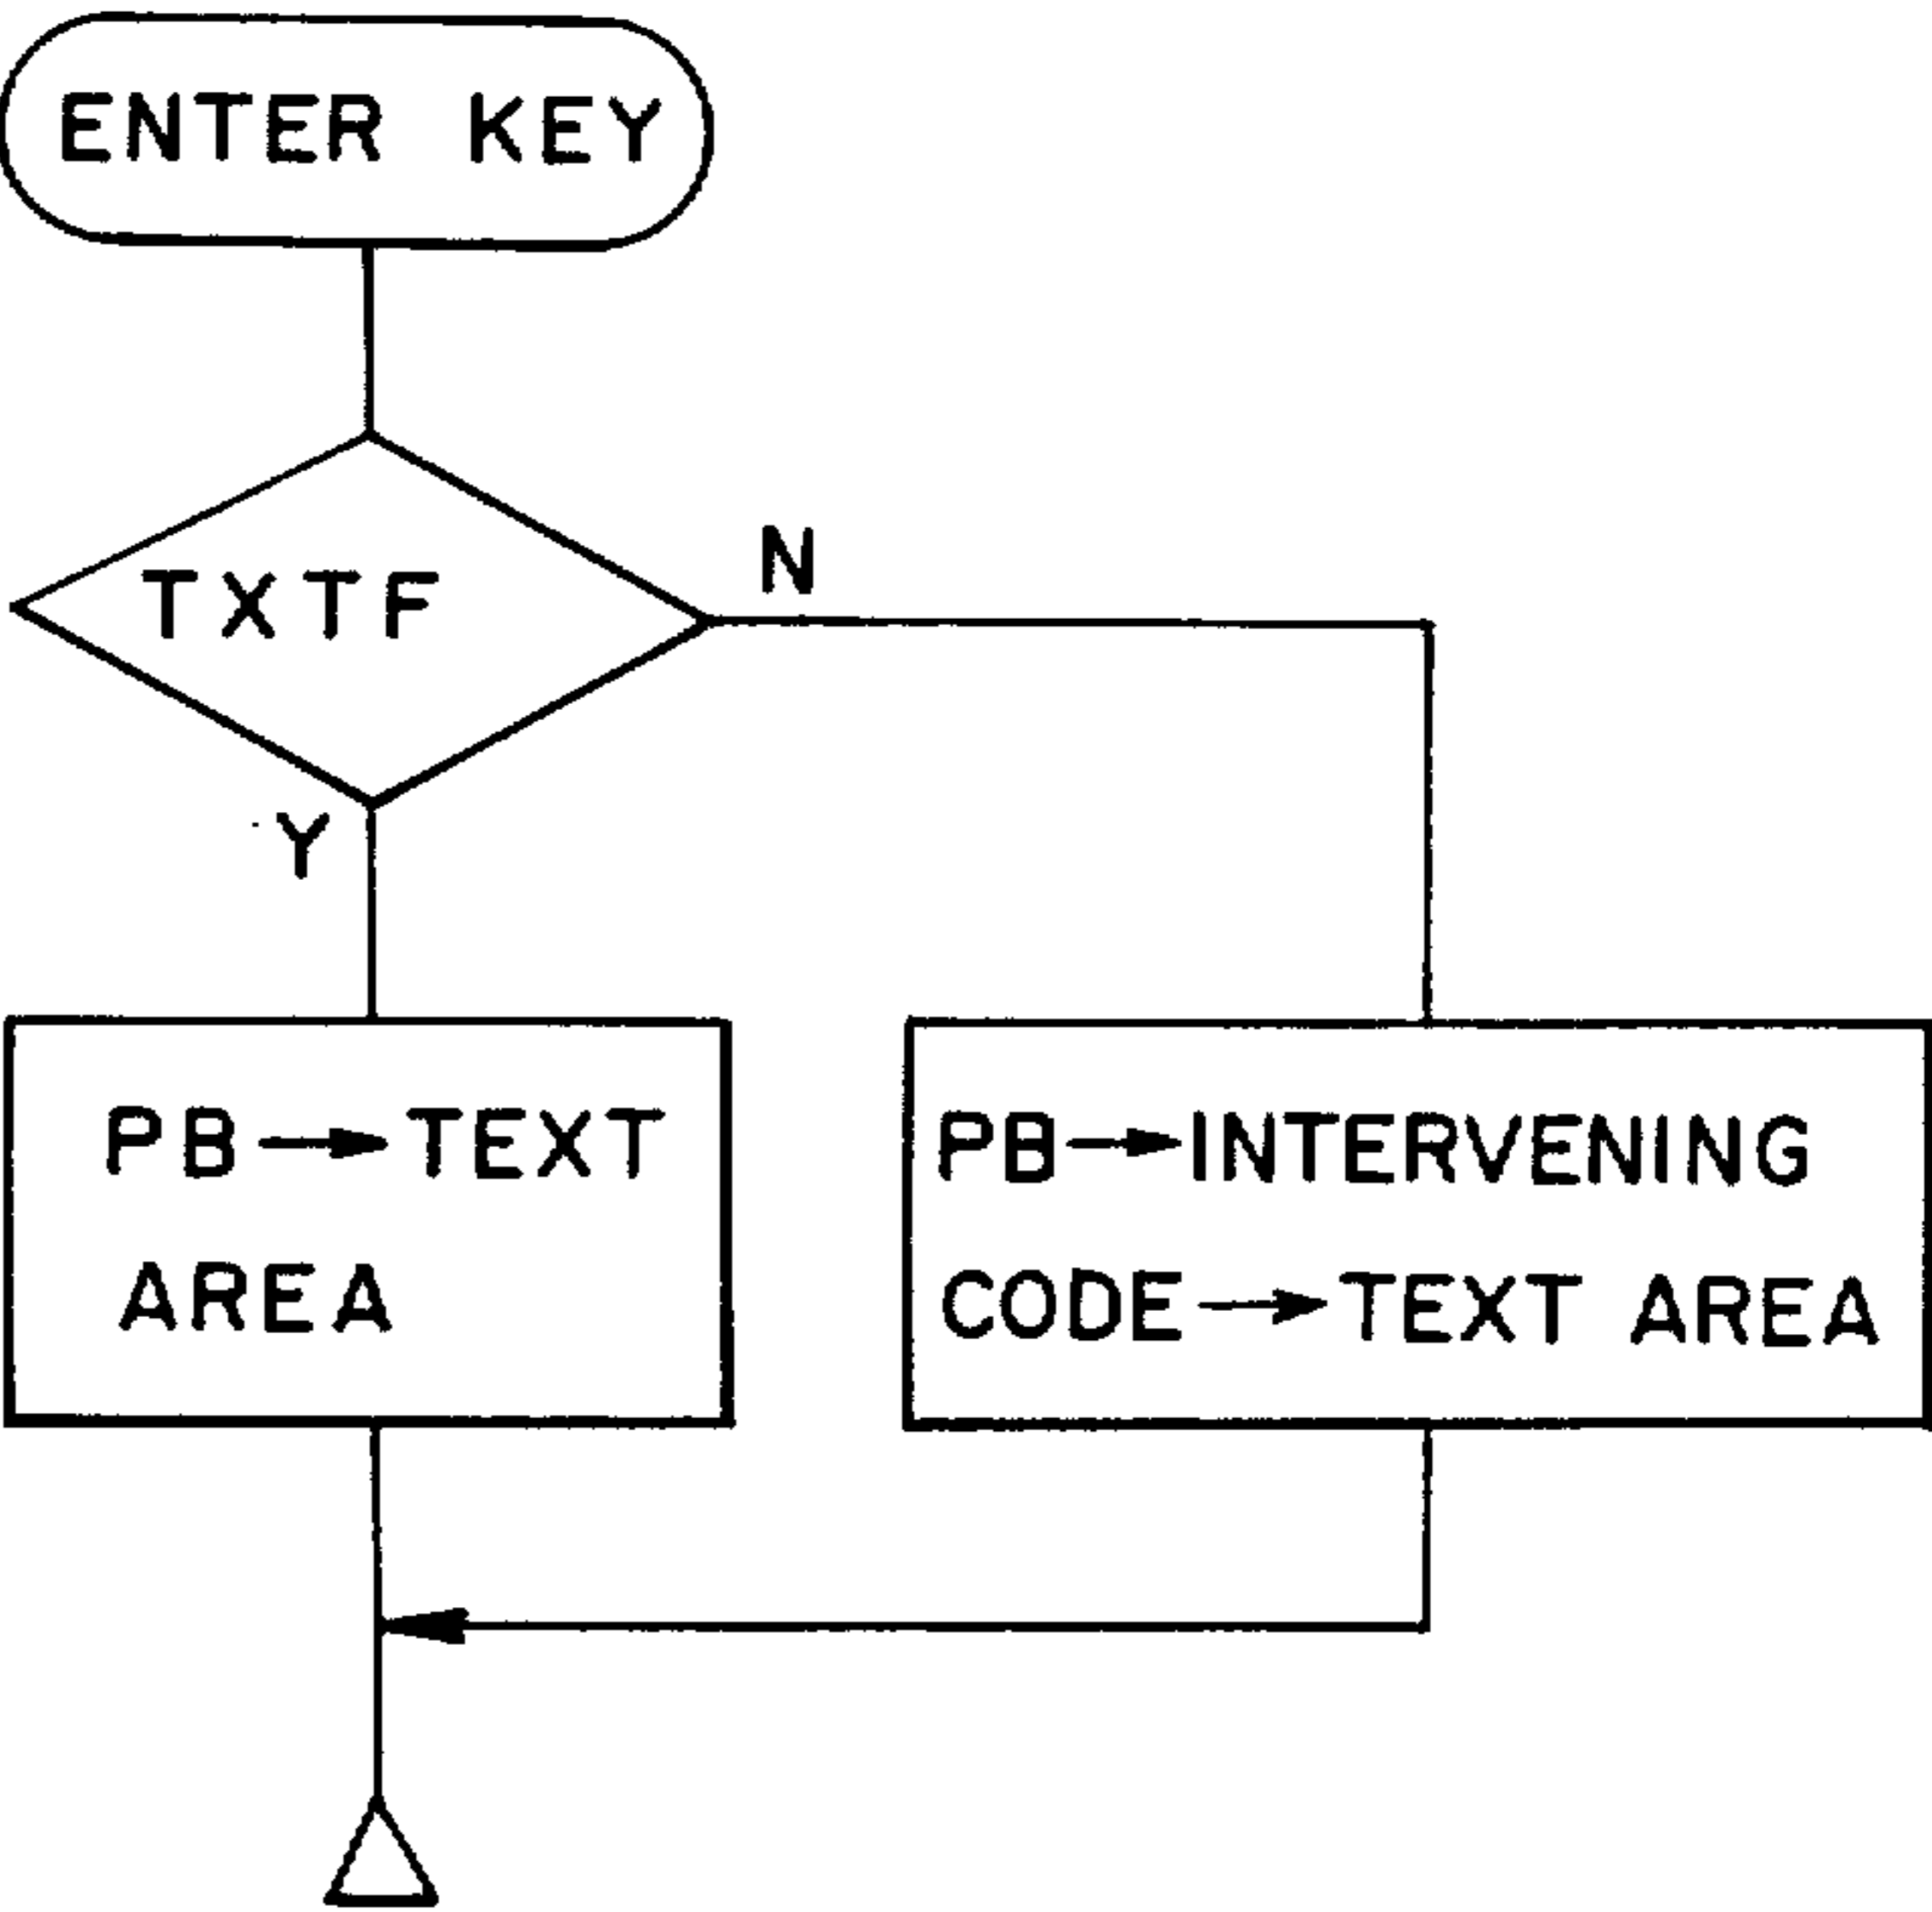 ENTER KEY
TXTF
N
Y
PB→TEXT
AREA
PB→INTERVENING
CODE→TEXT AREA